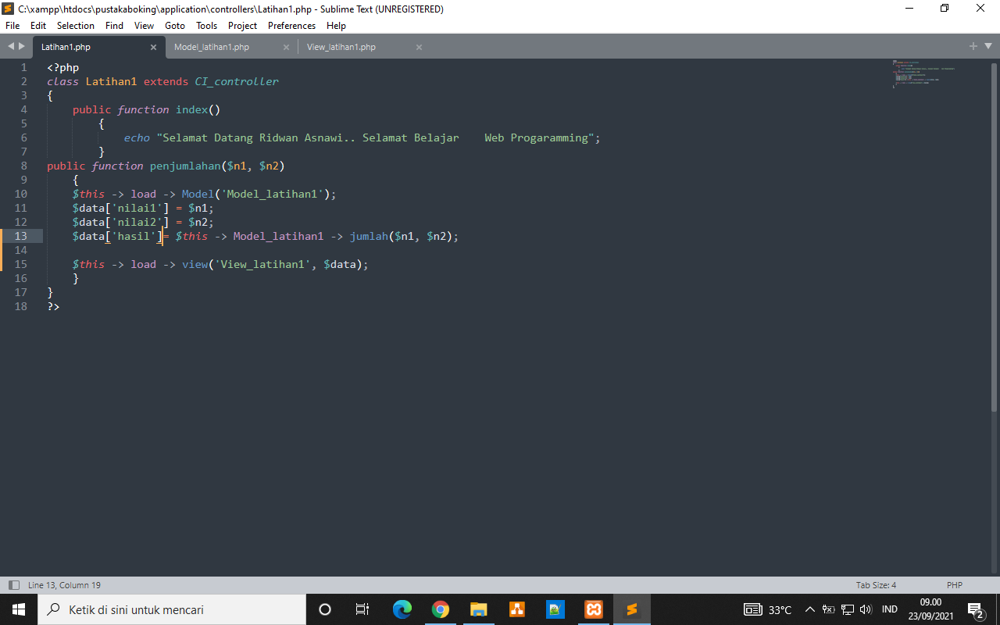 C:\xampp\htdocs\pustakaboking\application\controllers\Latihan1.php - Sublime Text (UNREGISTERED)
File Edit Selection Find View Goto Tools Project Preferences Help
Latihan1.php Model_latihan1.php View_latihan1.php
1 <?php
2 class Latihan1 extends CI_controller
3 {
4 public function index()
5 {
6 echo "Selamat Datang Ridwan Asnawi.. Selamat Belajar    Web Progaramming";
7 }
8 public function penjumlahan($n1, $n2)
9 {
10 $this -> load -> Model('Model_latihan1');
11 $data['nilai1'] = $n1;
12 $data['nilai2'] = $n2;
13 $data['hasil']= $this -> Model_latihan1 -> jumlah($n1, $n2);
14
15 $this -> load -> view('View_latihan1', $data);
16 }
17 }
18 ?>
Line 13, Column 19 Tab Size: 4 PHP
Ketik di sini untuk mencari 33°C IND 09.00
23/09/2021 2